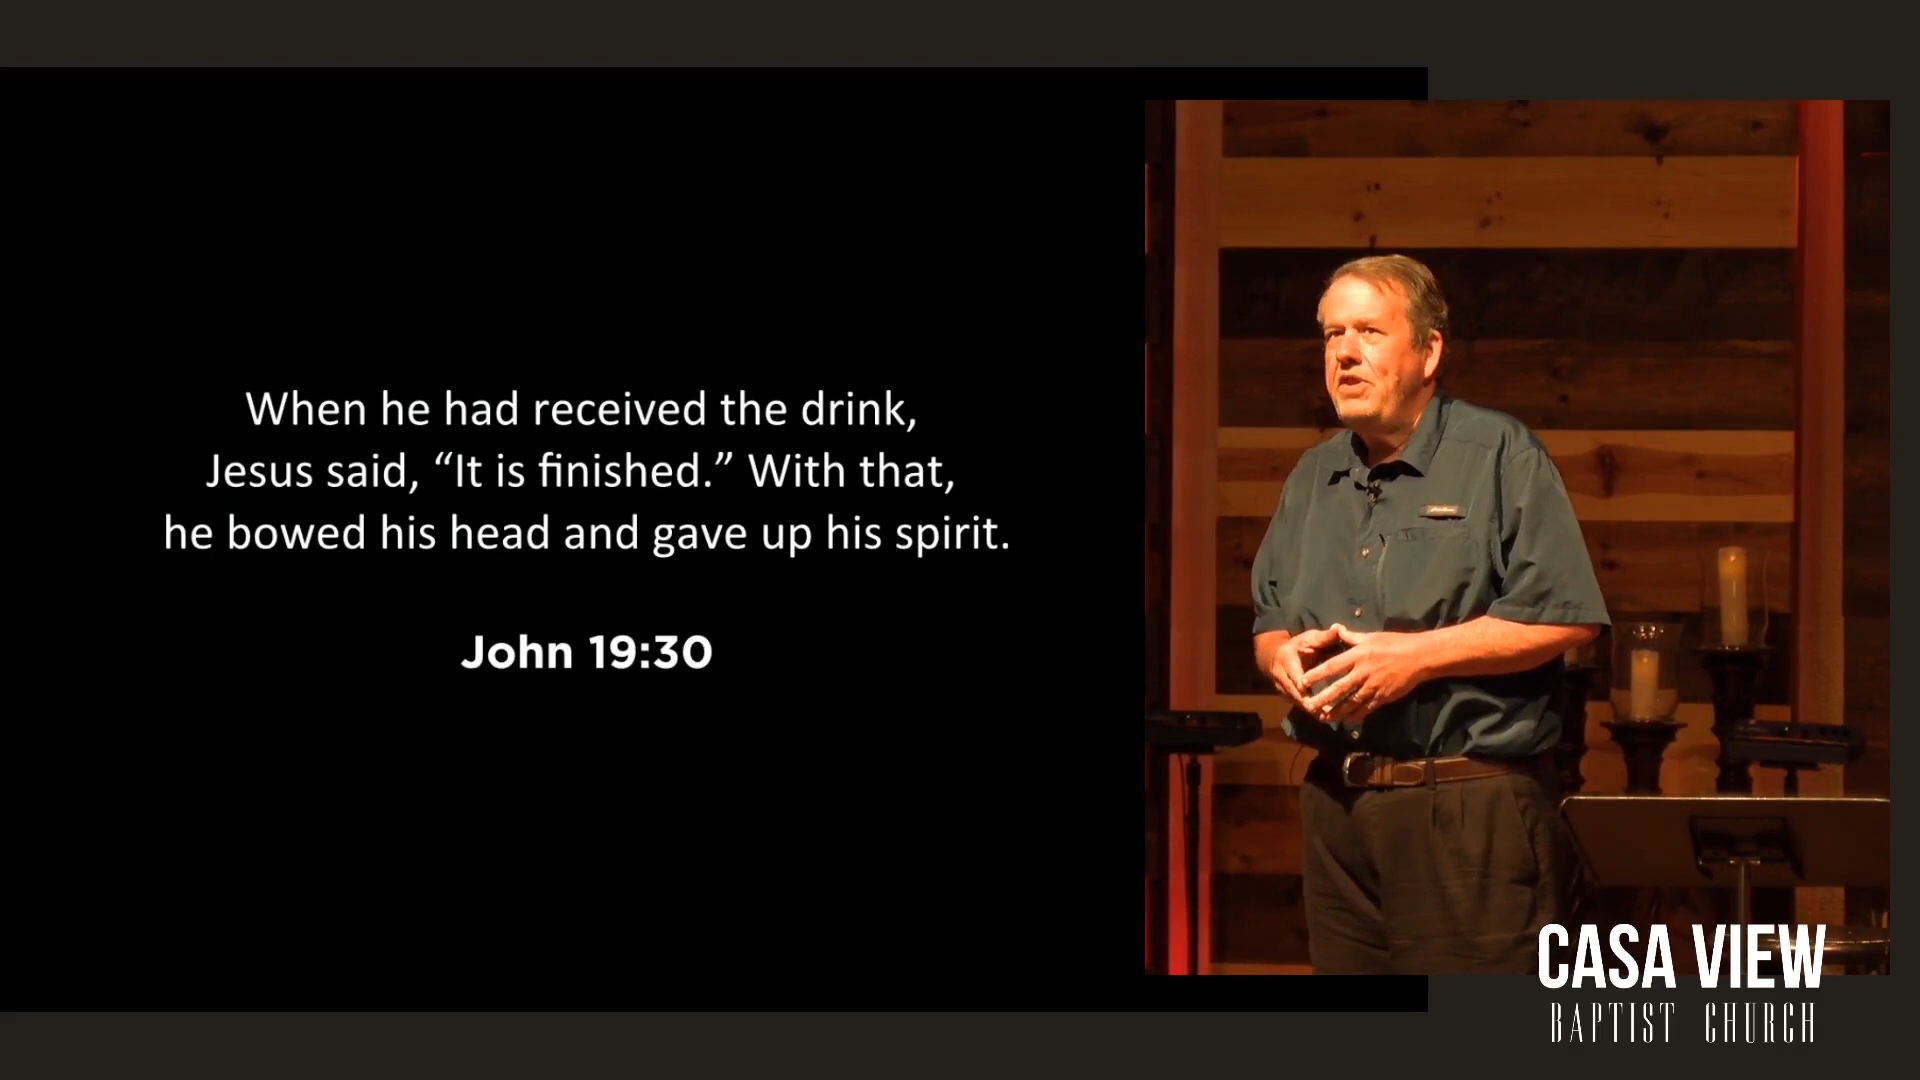 When he had received the drink,
Jesus said, “It is finished.” With that,
he bowed his head and gave up his spirit.
John 19:30
CASA VIEW
BAPTIST CHURCH